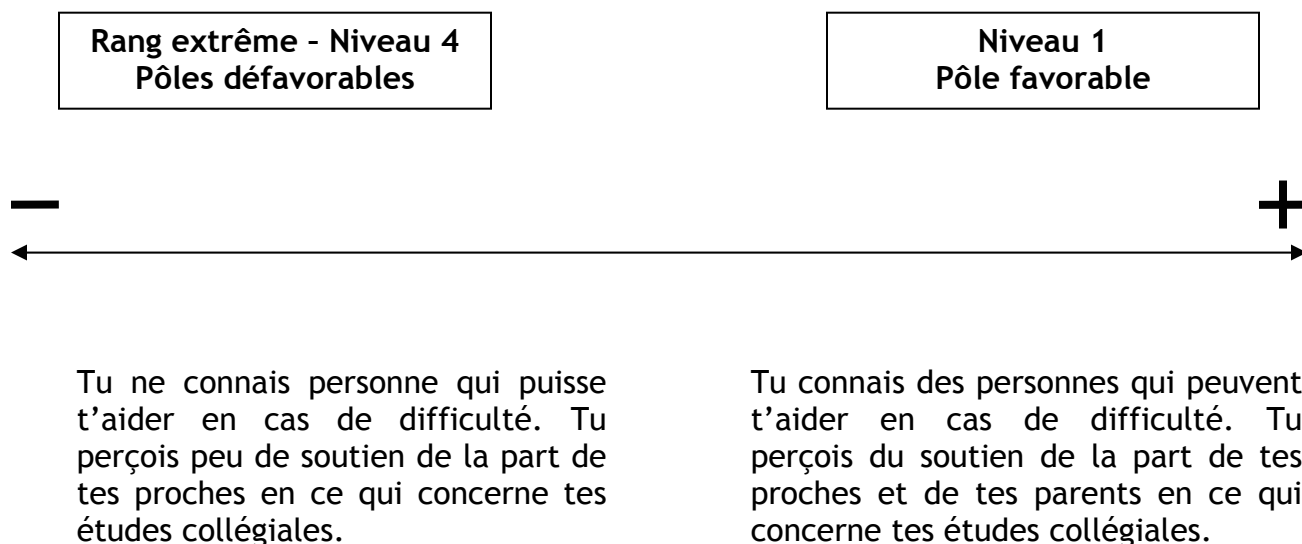 Rang extrême – Niveau 4
Pôles défavorables
Niveau 1
Pôle favorable
− +
Tu ne connais personne qui puisse
t’aider en cas de difficulté. Tu
perçois peu de soutien de la part de
tes proches en ce qui concerne tes
études collégiales.
Tu connais des personnes qui peuvent
t’aider en cas de difficulté. Tu
perçois du soutien de la part de tes
proches et de tes parents en ce qui
concerne tes études collégiales.